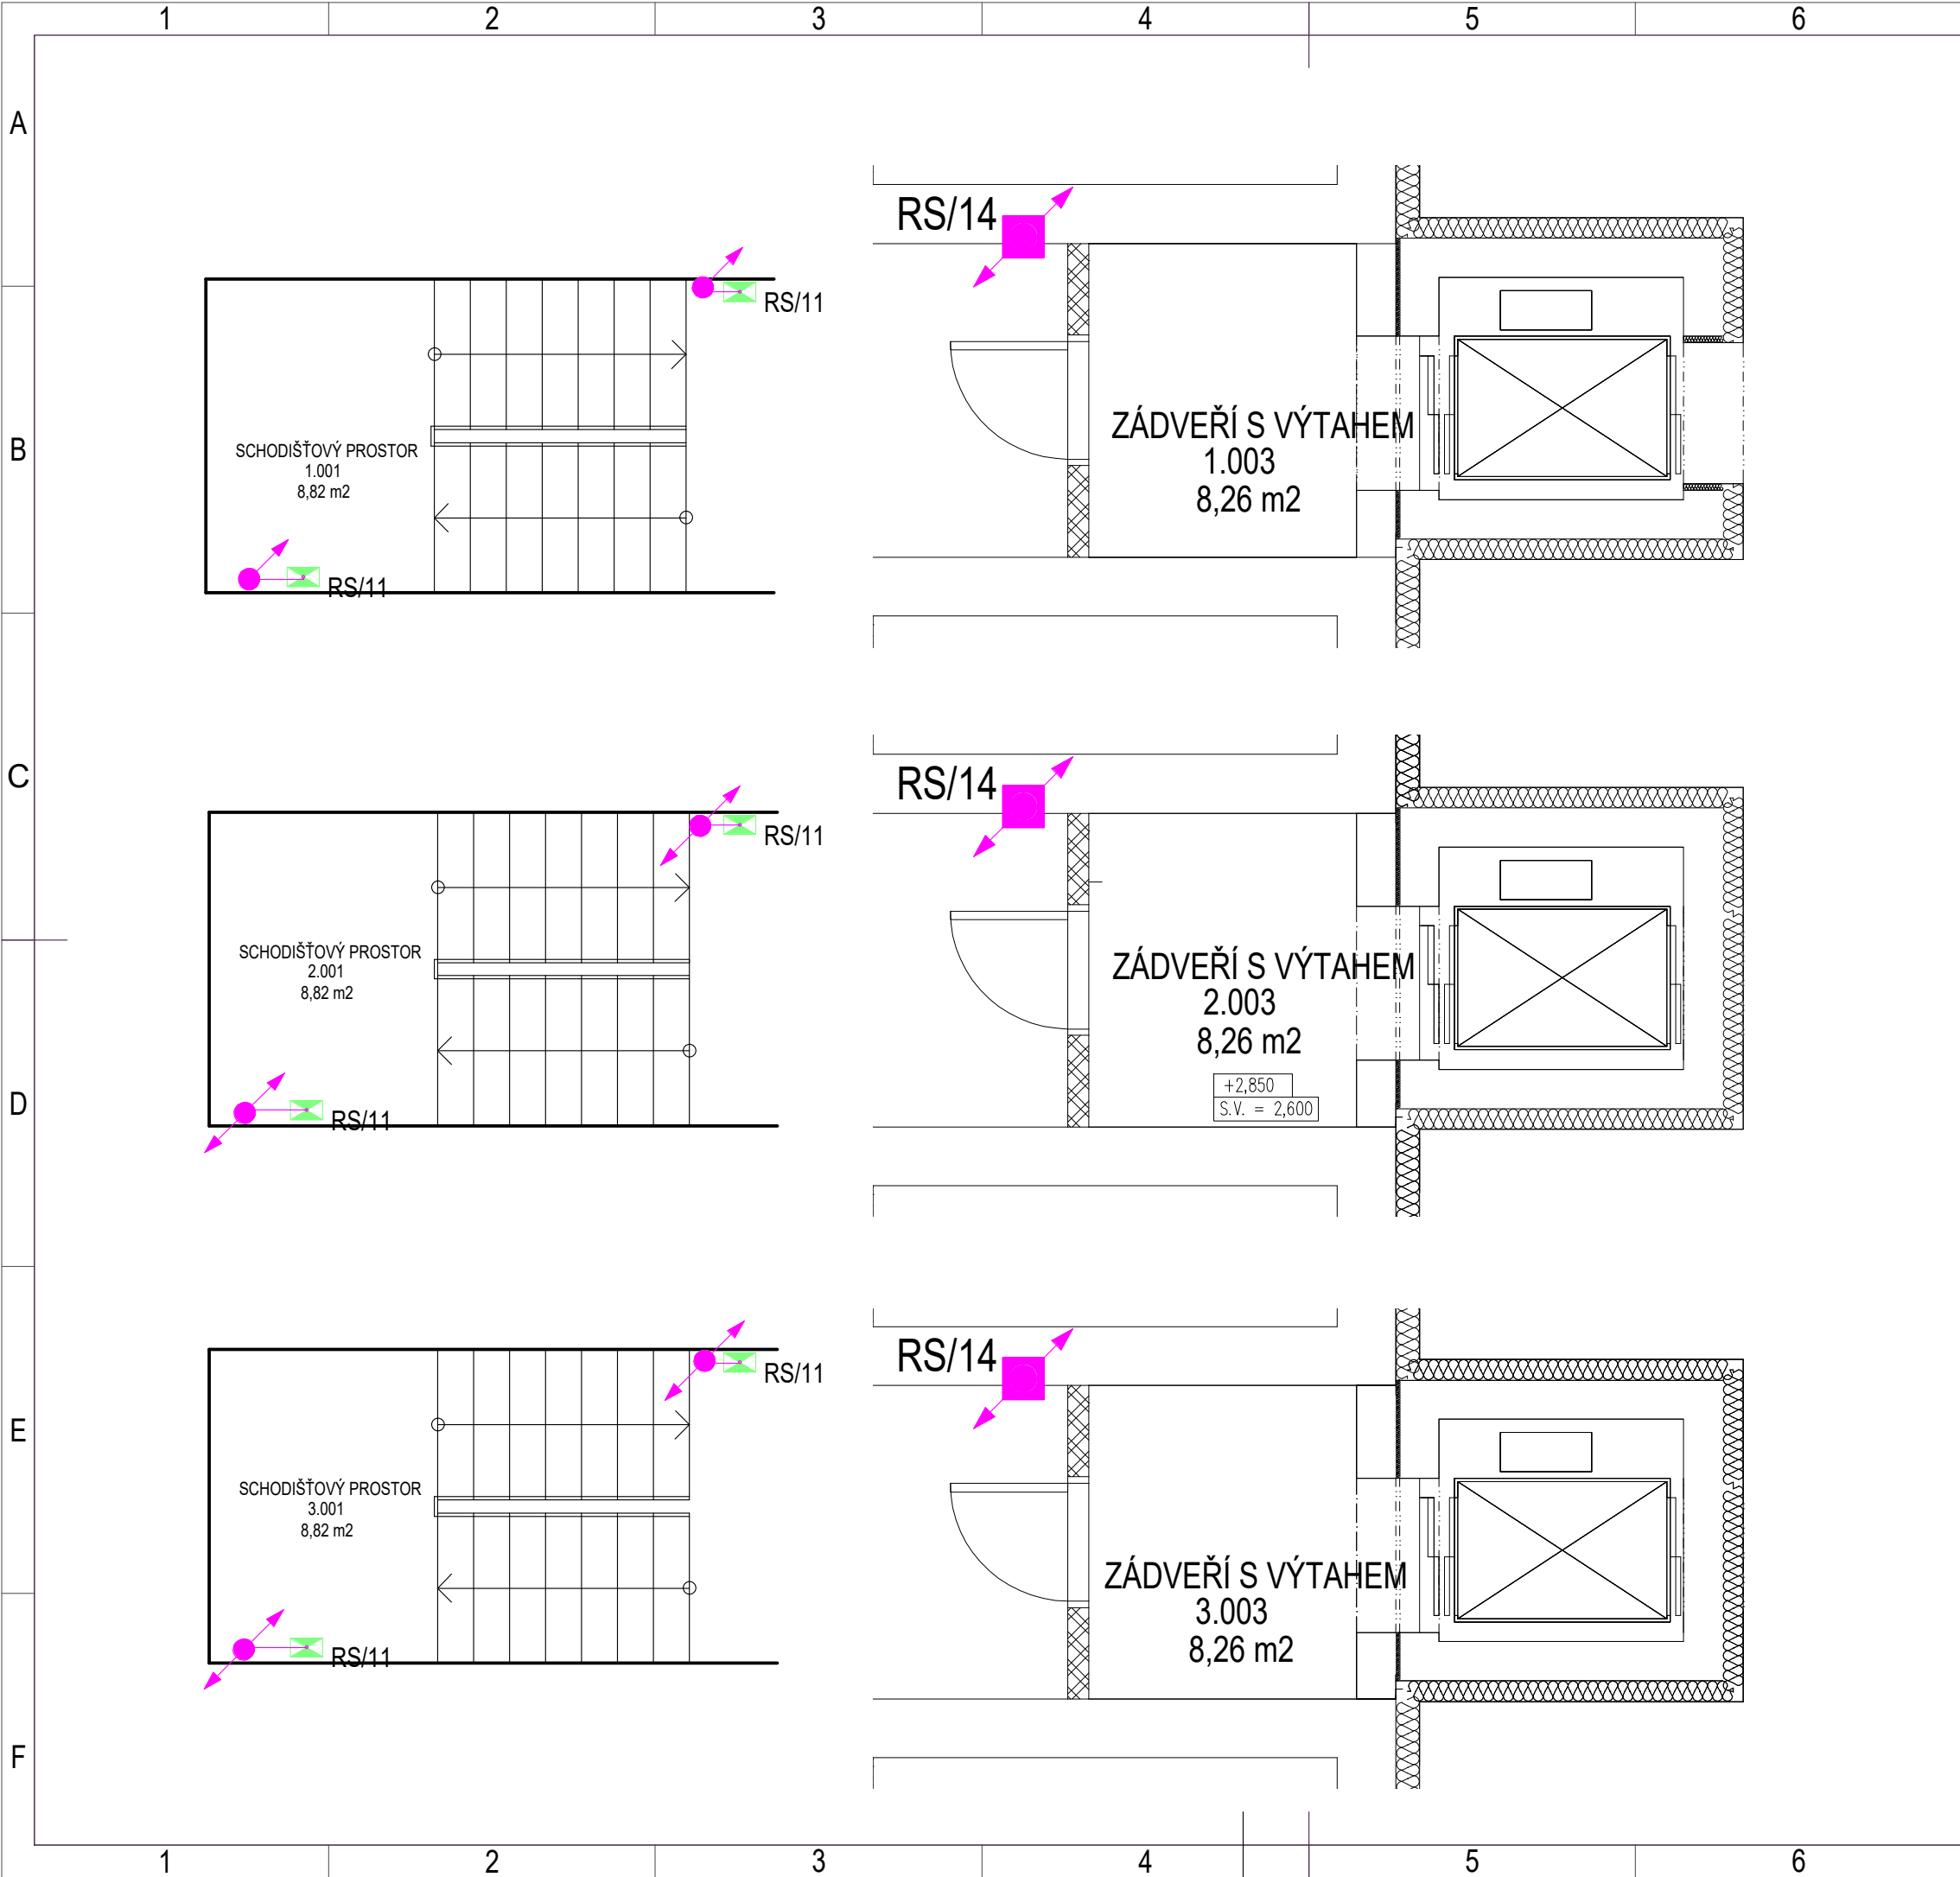 1 2 3 4 5 6
A
B
C
D
E
F
RS/14
RS/11
SCHODIŠŤOVÝ PROSTOR
1.001
8,82 m2
RS/11
ZÁDVEŘÍ S VÝTAHEM
1.003
8,26 m2
RS/14
RS/11
SCHODIŠŤOVÝ PROSTOR
2.001
8,82 m2
RS/11
ZÁDVEŘÍ S VÝTAHEM
2.003
8,26 m2
+2,850
S.V. = 2,600
RS/14
RS/11
SCHODIŠŤOVÝ PROSTOR
3.001
8,82 m2
RS/11
ZÁDVEŘÍ S VÝTAHEM
3.003
8,26 m2
1 2 3 4 5 6